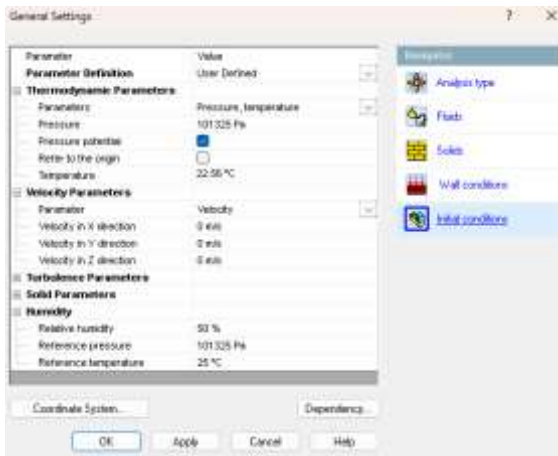 General Settings ? ×
Parameter Value
Parameter Definition User Defined
Thermodynamic Parameters
Parameters Pressure, temperature
Pressure 101325 Pa
Pressure potential
Refer to the origin
Temperature
Velocity Parameters
Parameter Velocity
Velocity in X direction 0 m/s
Velocity in Y direction 0 m/s
Velocity in Z direction 0 m/s
Turbulence Parameters
Solid Parameters
Humidity
Relative humidity 50 %
Reference pressure 101325 Pa
Reference temperature 25 °C
Coordinate System... Dependency...
OK Apply Cancel Help
Navigator
Analysis type
Fluids
Solids
Wall conditions
Initial conditions